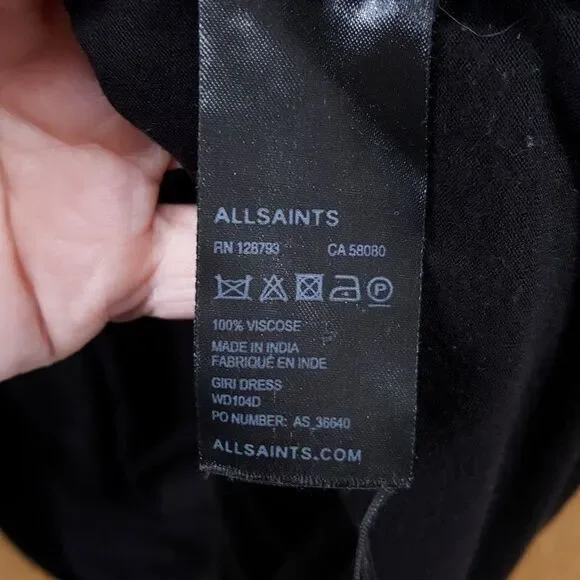 ALLSAINTS
RN 128793 CA 58080
P
100% VISCOSE
MADE IN INDIA
FABRIQUÉ EN INDE
GIRI DRESS
WD104D
PO NUMBER: AS_36640
ALLSAINTS.COM